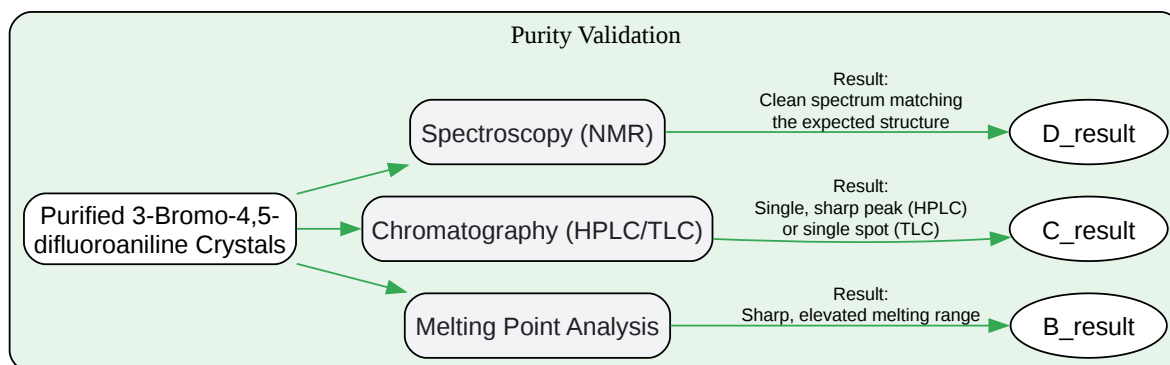 Purity Validation
Result:
Clean spectrum matching
the expected structure
Spectroscopy (NMR)
D_result
Purified 3-Bromo-4,5-
difluoroaniline Crystals
Result:
Single, sharp peak (HPLC)
or single spot (TLC)
Chromatography (HPLC/TLC)
C_result
Result:
Sharp, elevated melting range
Melting Point Analysis
B_result